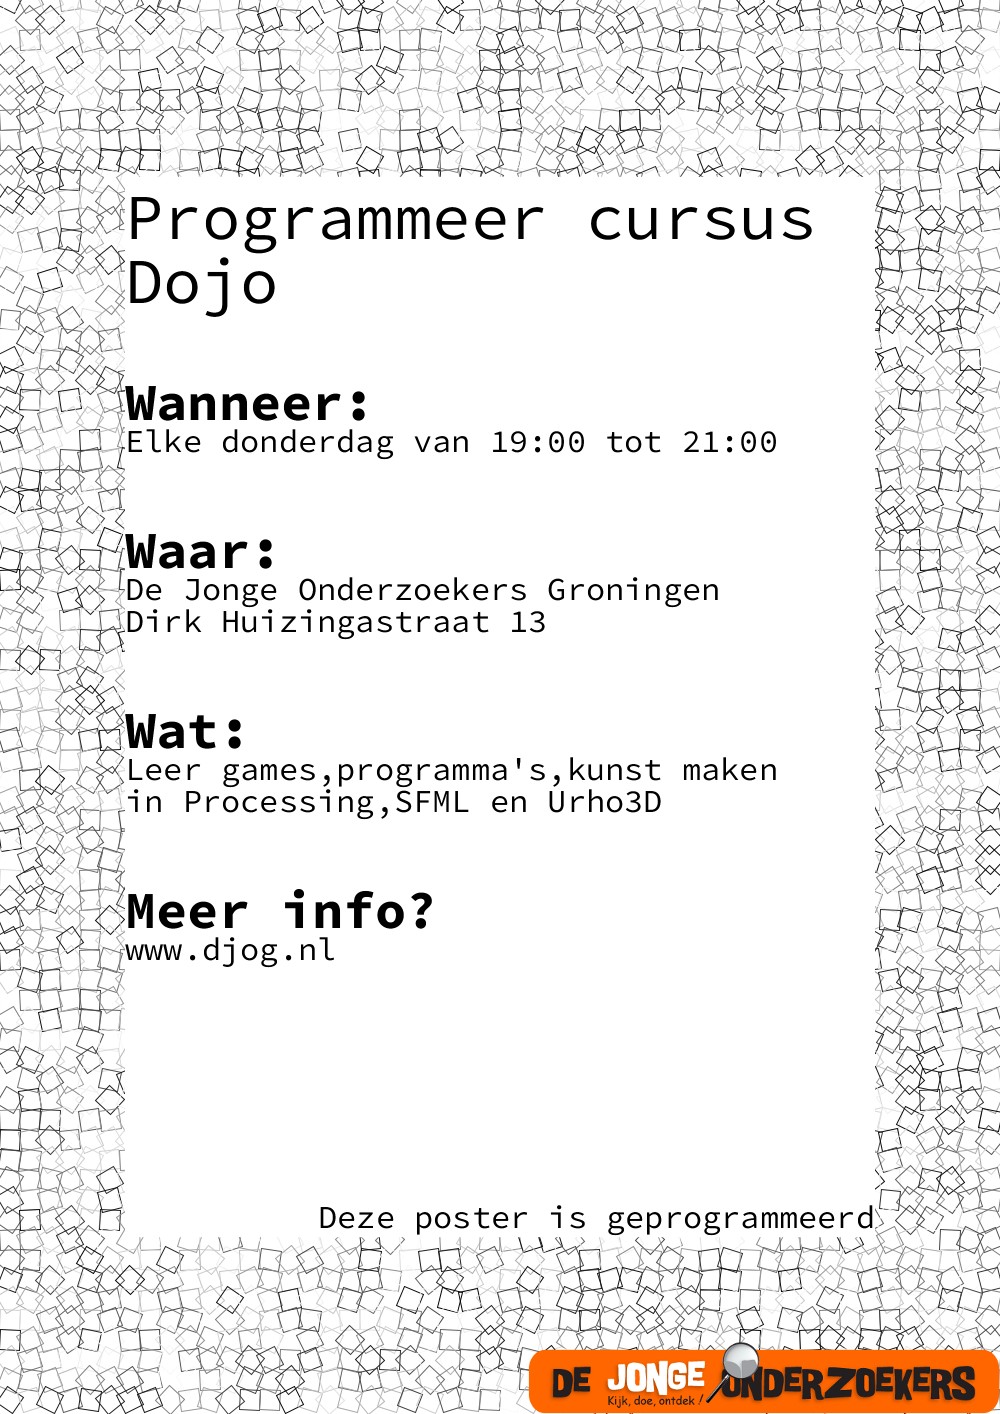 Programmeer cursus
Dojo
Wanneer:
Elke donderdag van 19:00 tot 21:00
Waar:
De Jonge Onderzoekers Groningen
Dirk Huizingastraat 13
Wat:
Leer games,programma's,kunst maken
in Processing,SFML en Urho3D
Meer info?
www.djog.nl
Deze poster is geprogrammeerd
DE JONGE ONDERZOEKERS
Kijk, doe, ontdek !